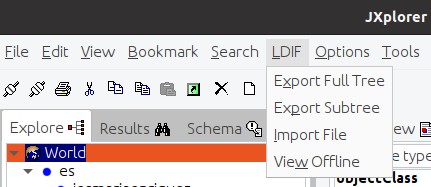 JXplorer
File Edit View Bookmark Search LDIF Options Tools
Export Full Tree
Export Subtree
Import File
View Offline
Explore Results Schema
World
es